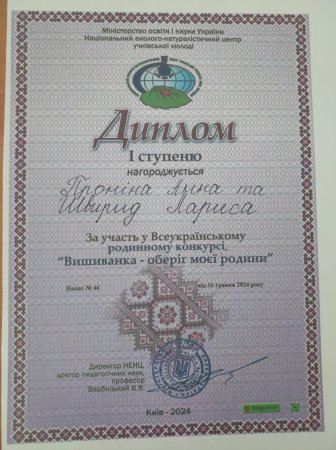 Міністерство освіти і науки України
Національний еколого-натуралістичний центр
учнівської молоді
Диплом
І ступеню
нагороджується
Проніна Аліна та
Швирид Лариса
За участь у Всеукраїнському
родинному конкурсі
"Вишиванка - оберіг моєї родини"
Наказ № 46 від 16 травня 2024 року
Директор НЕНЦ,
доктор педагогічних наук,
професор
Вербицький В.В.
Київ - 2024